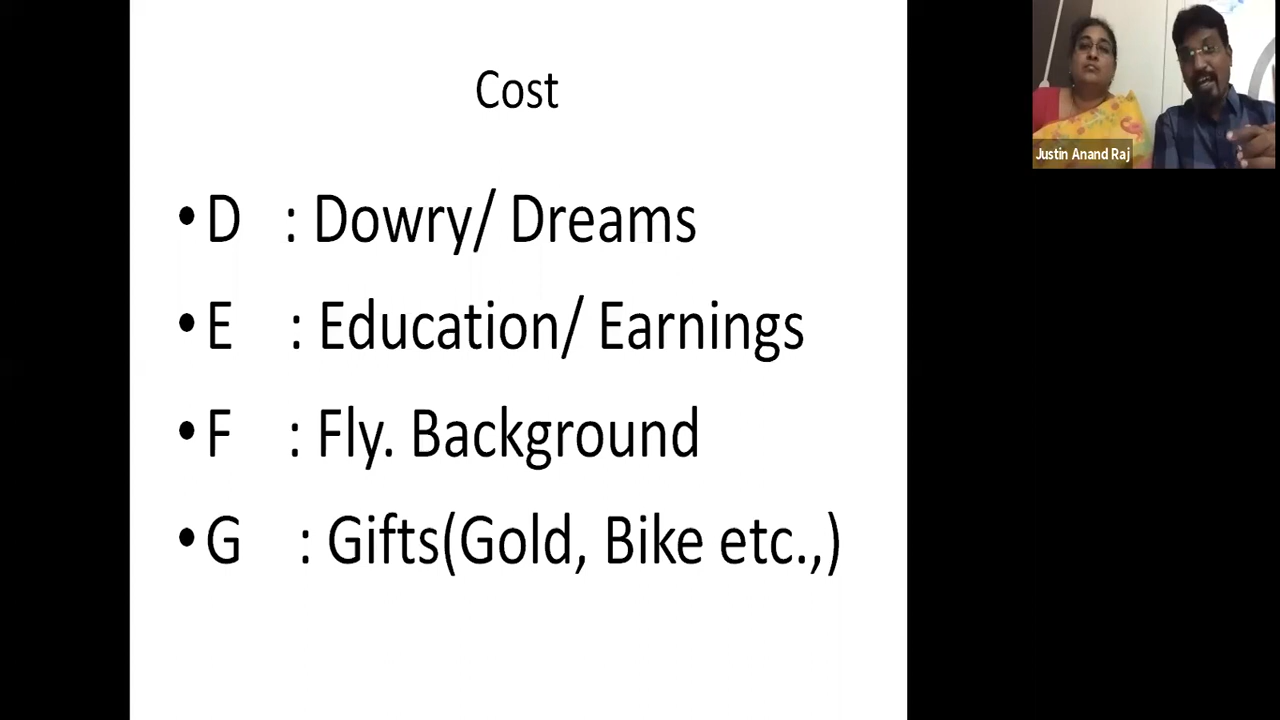 Cost
• D : Dowry/ Dreams
• E : Education/ Earnings
• F : Fly. Background
• G : Gifts(Gold, Bike etc.,)
Justin Anand Raj